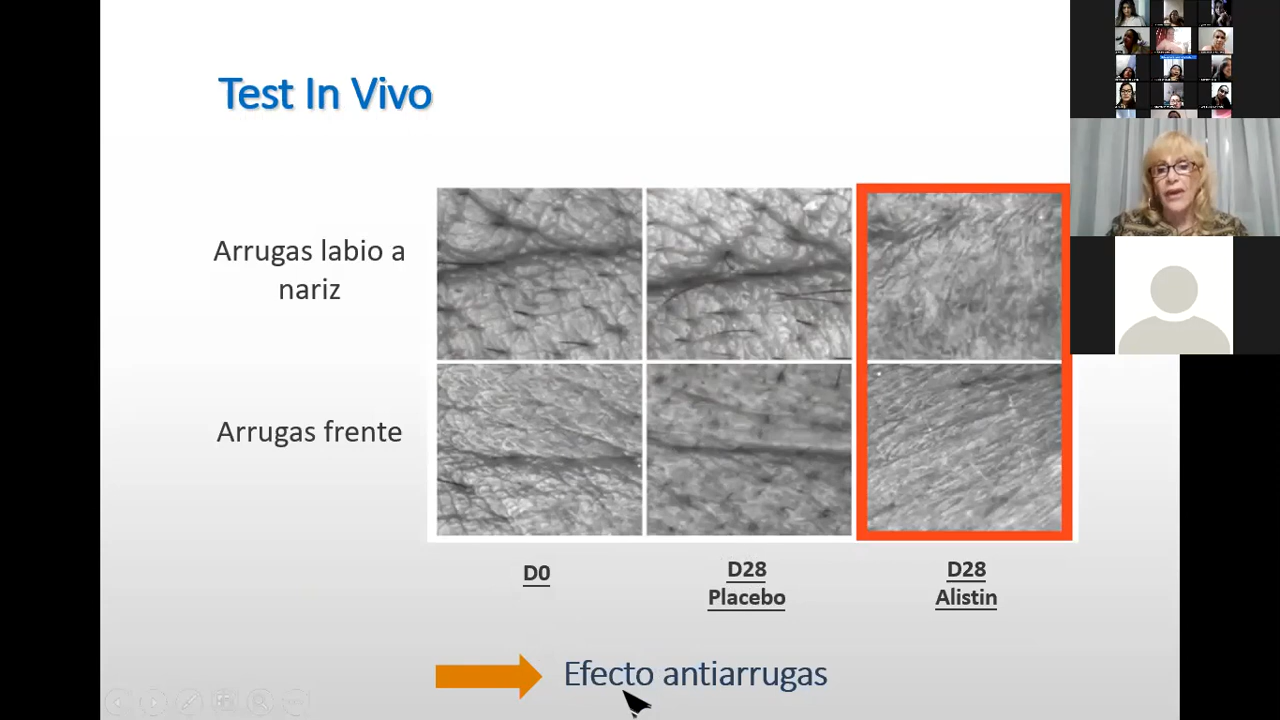 Test In Vivo
Arrugas labio a
nariz
Arrugas frente
D0
D28
Placebo
D28
Alistin
Efecto antiarrugas